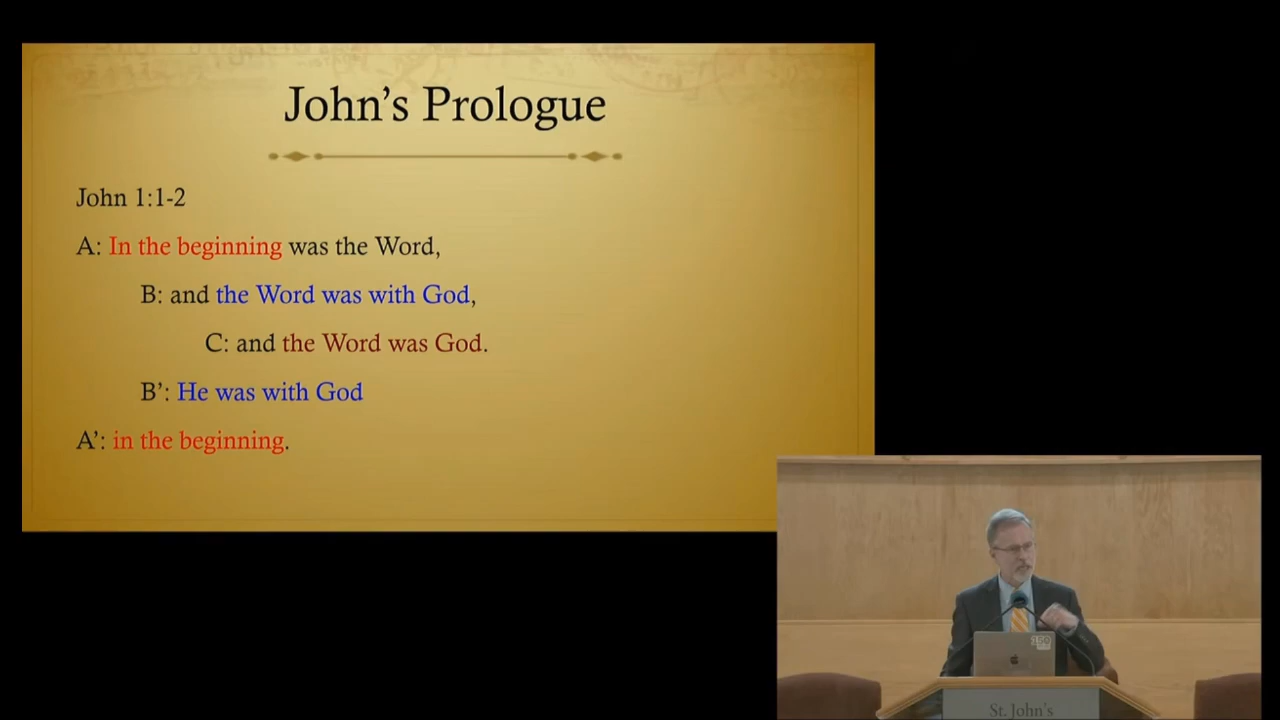 John’s Prologue
John 1:1-2
A: In the beginning was the Word,
B: and the Word was with God,
C: and the Word was God.
B’: He was with God
A’: in the beginning.
150
St. John's